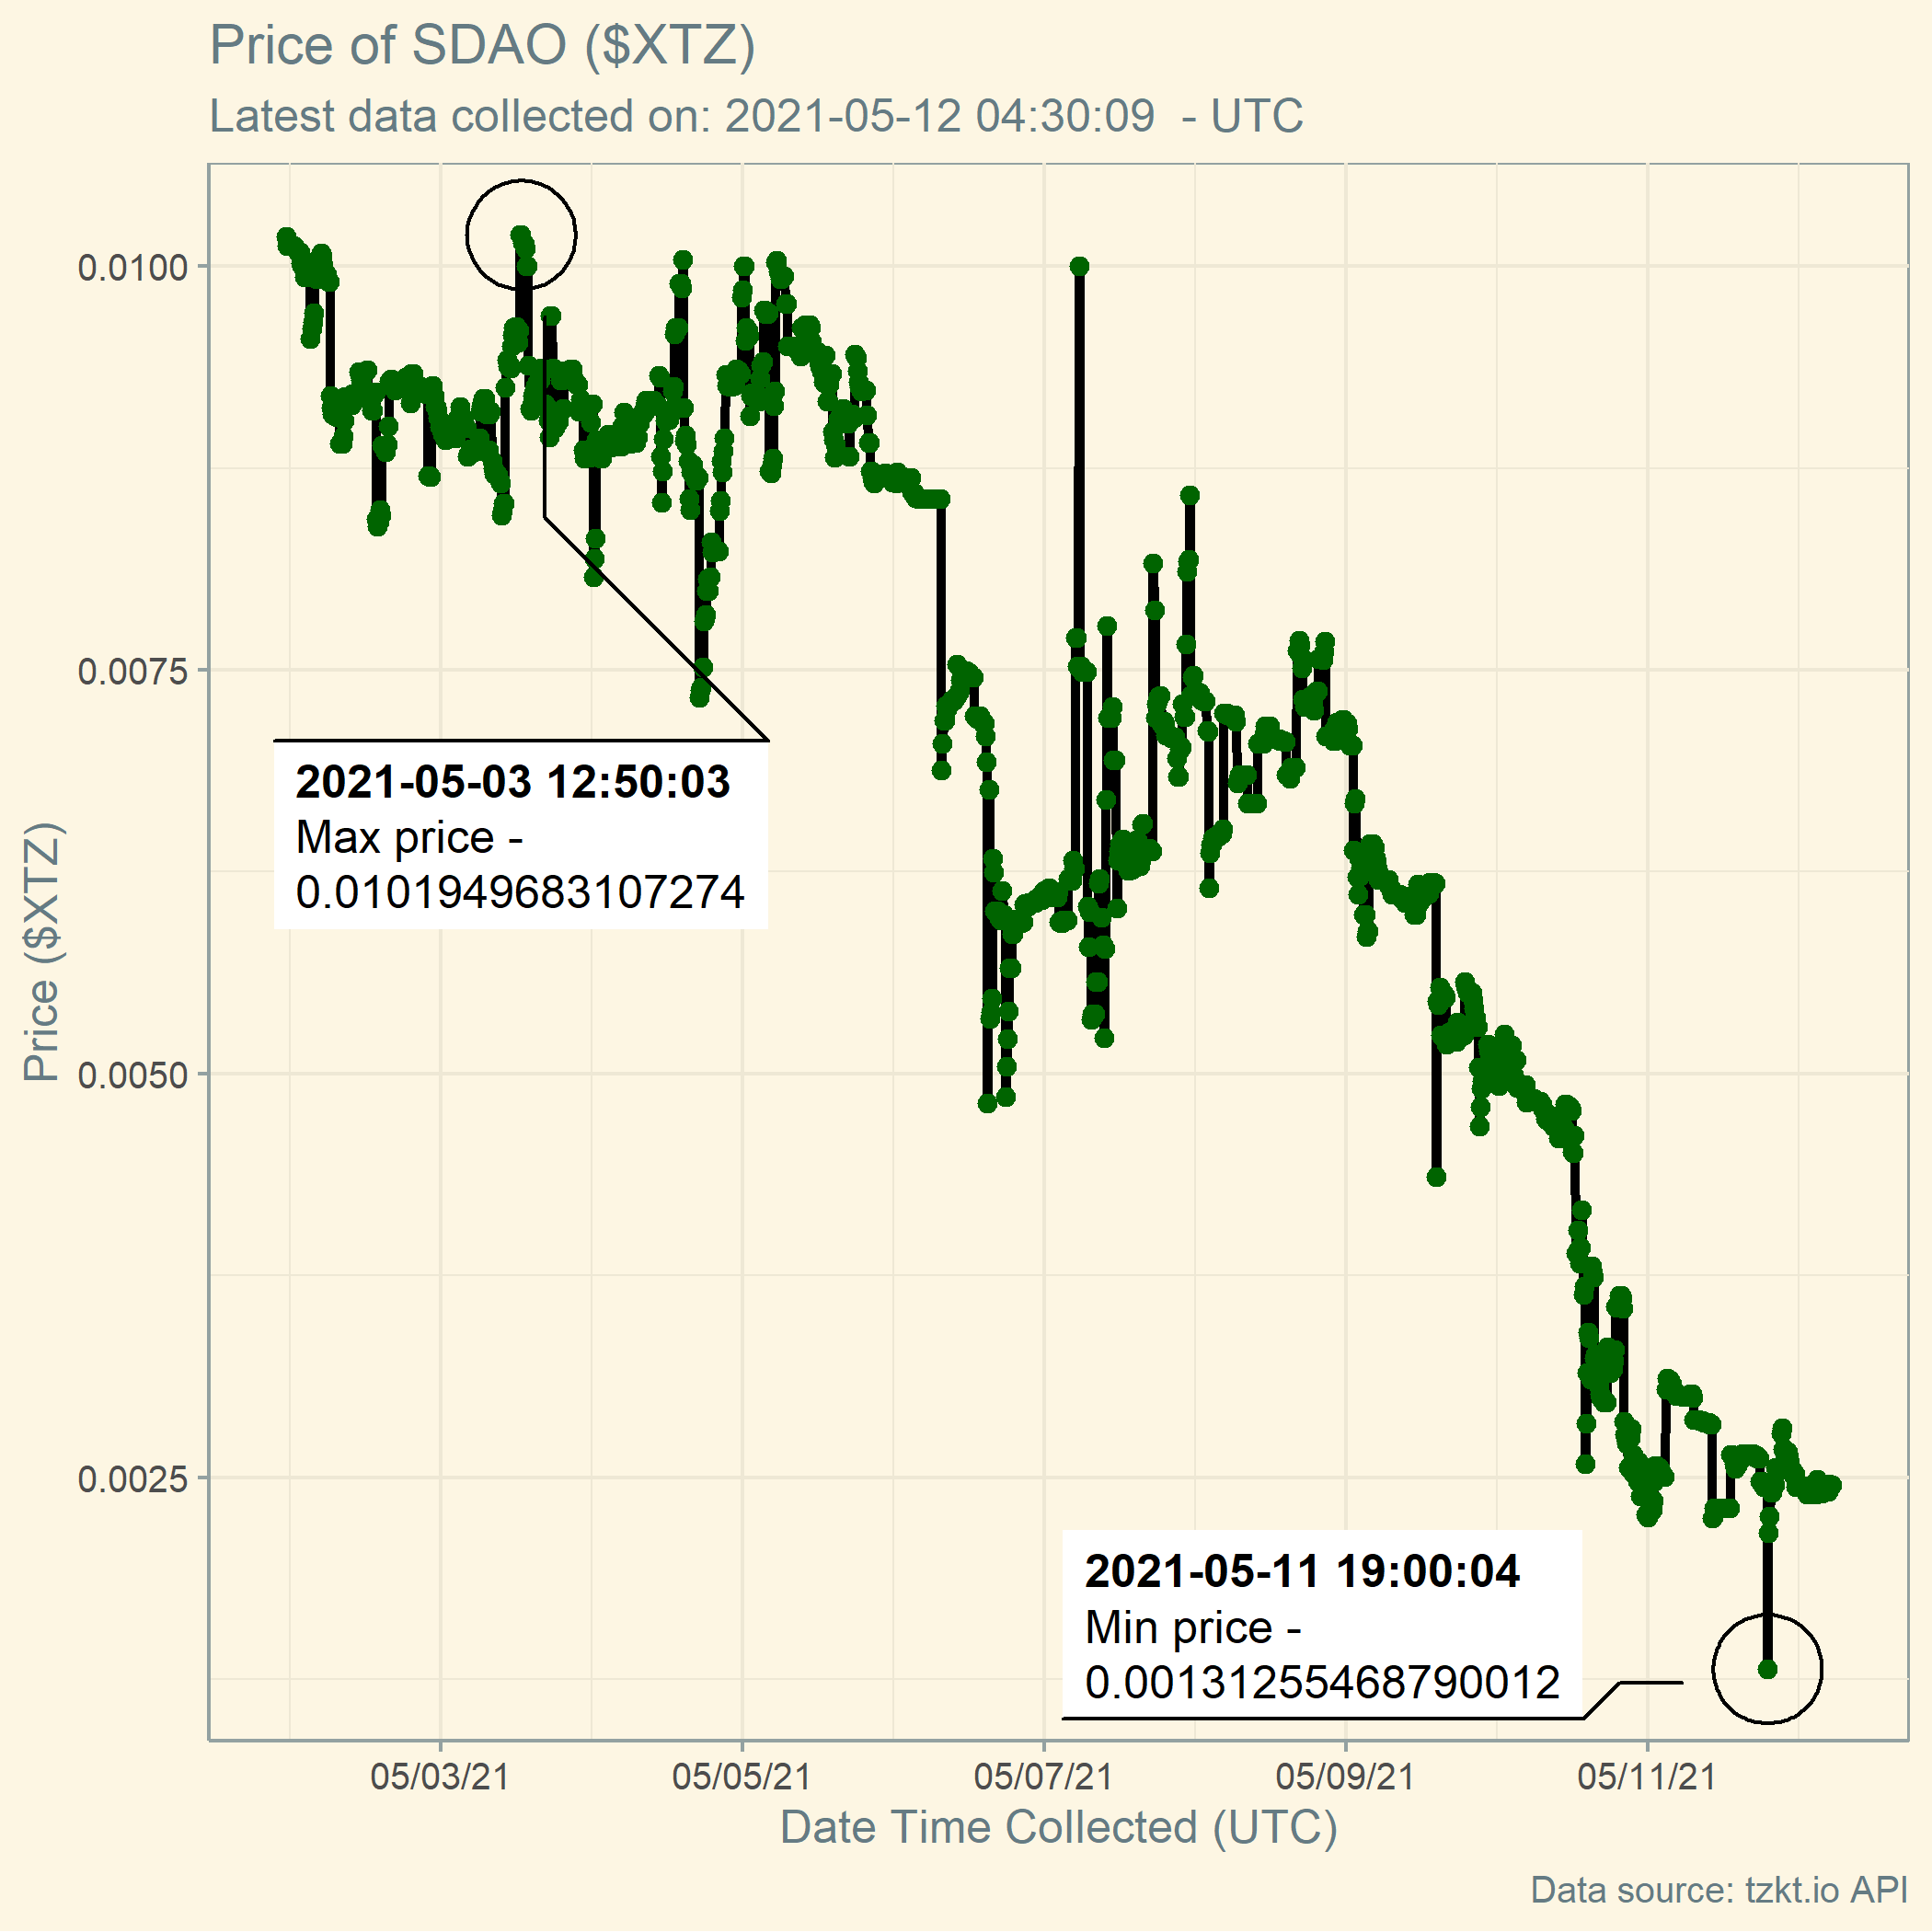 Price of SDAO ($XTZ)
Latest data collected on: 2021-05-12 04:30:09  - UTC
Price ($XTZ)
0.0100
0.0075
0.0050
0.0025
2021-05-03 12:50:03
Max price -
0.0101949683107274
2021-05-11 19:00:04
Min price -
0.00131255468790012
05/03/21
05/05/21
05/07/21
05/09/21
05/11/21
Date Time Collected (UTC)
Data source: tzkt.io API